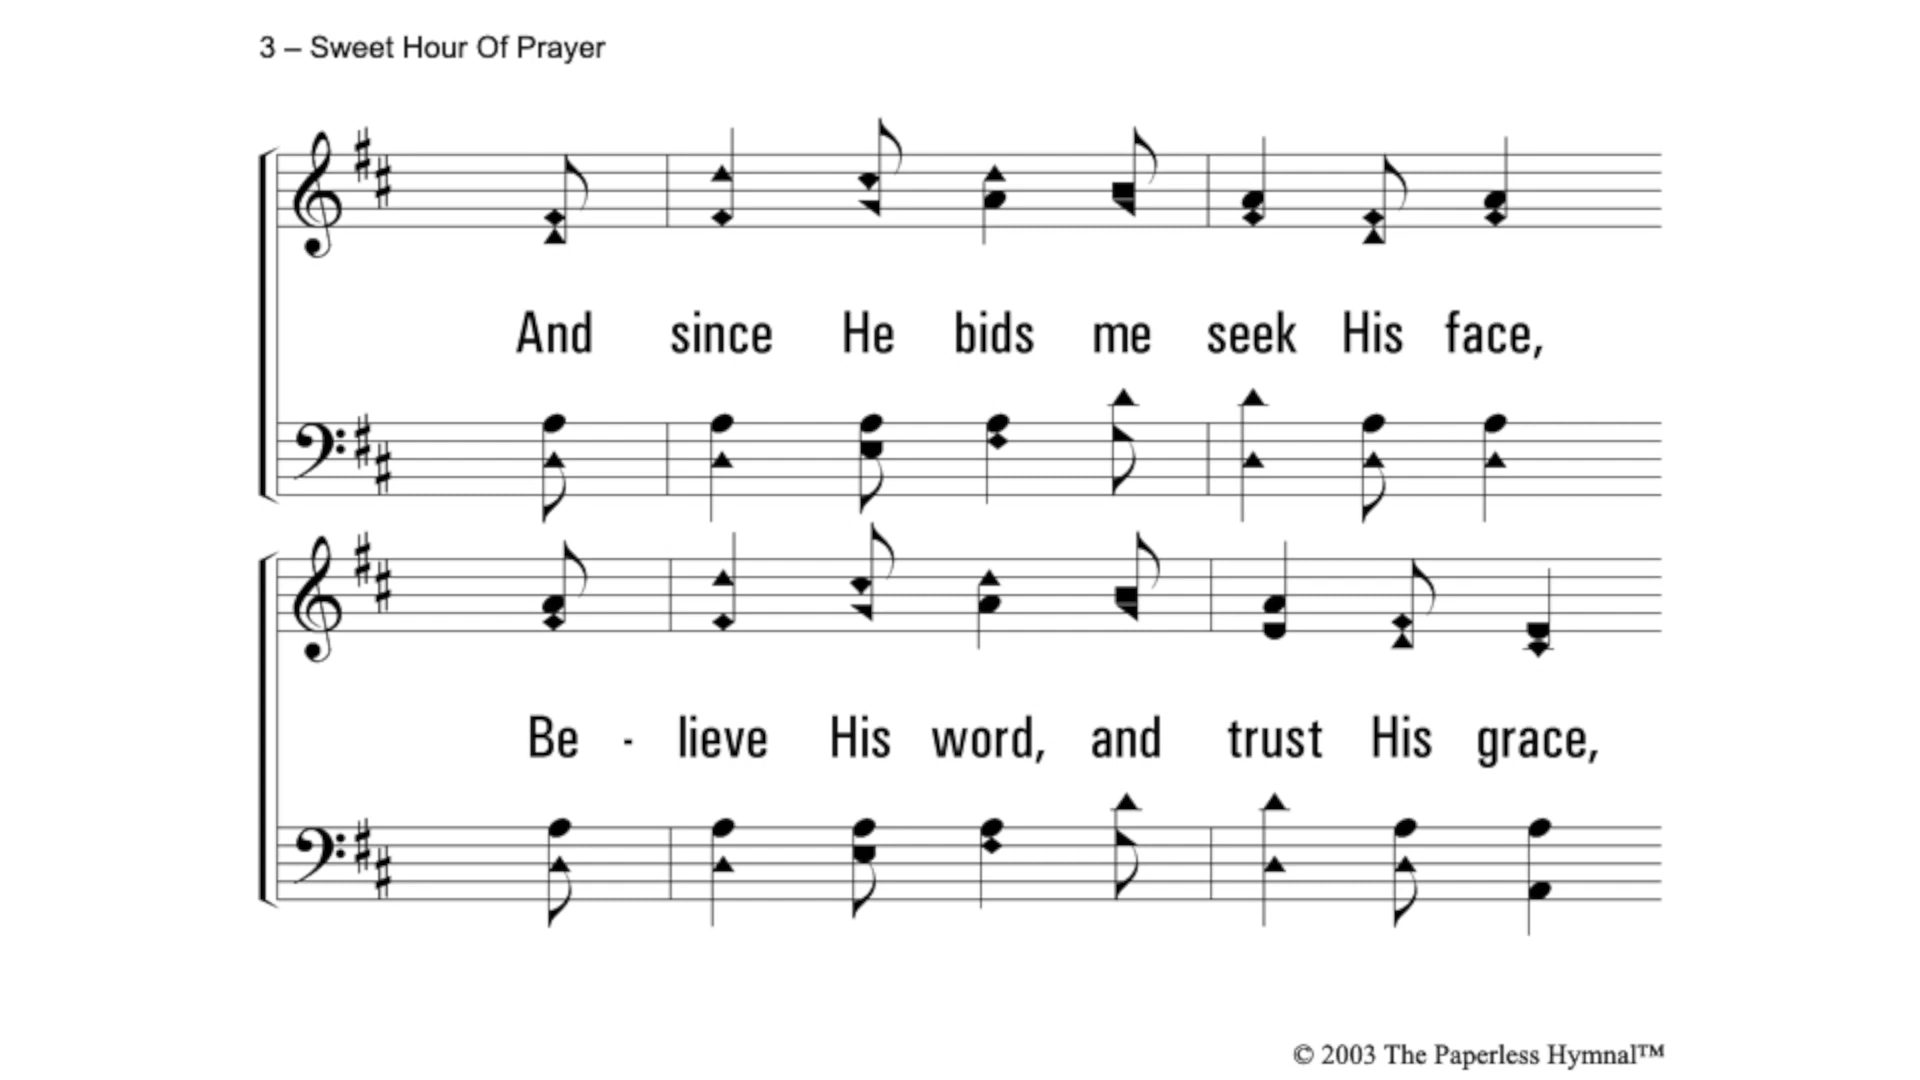 3 – Sweet Hour Of Prayer
And since He bids me seek His face,
Be - lieve His word, and trust His grace,
© 2003 The Paperless Hymnal™